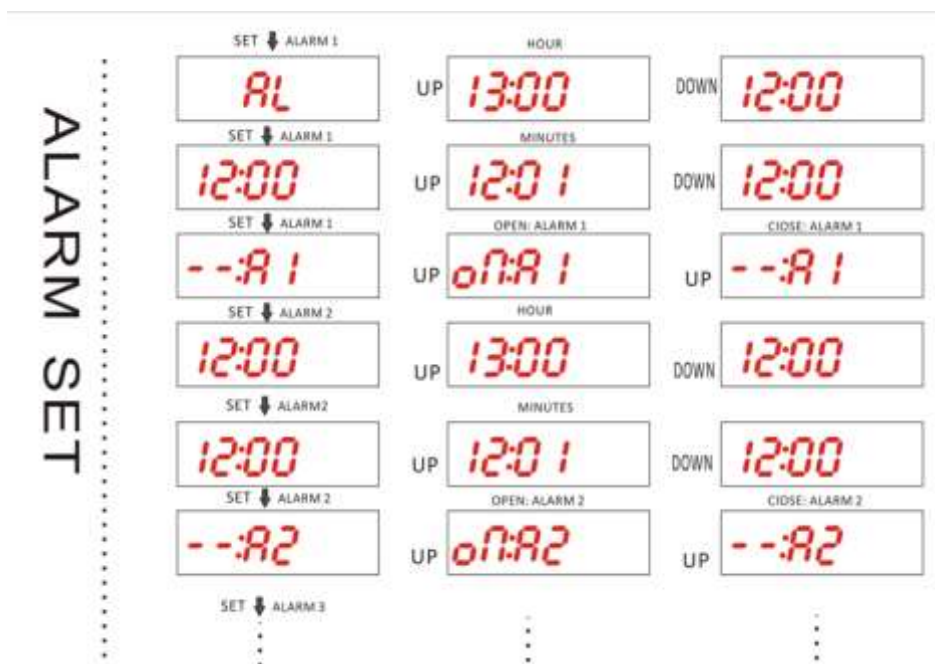 ALARM SET
SET ALARM 1 HOUR
AL UP 13:00 DOWN 12:00
SET ALARM 1 MINUTES
12:00 UP 12:01 DOWN 12:00
SET ALARM 1 OPEN: ALARM 1 CIOSE: ALARM 1
--:A1 UP on:A1 UP --:A1
SET ALARM 2 HOUR
12:00 UP 13:00 DOWN 12:00
SET ALARM2 MINUTES
12:00 UP 12:01 DOWN 12:00
SET ALARM 2 OPEN: ALARM 2 CIOSE: ALARM 2
--:A2 UP on:A2 UP --:A2
SET ALARM 3